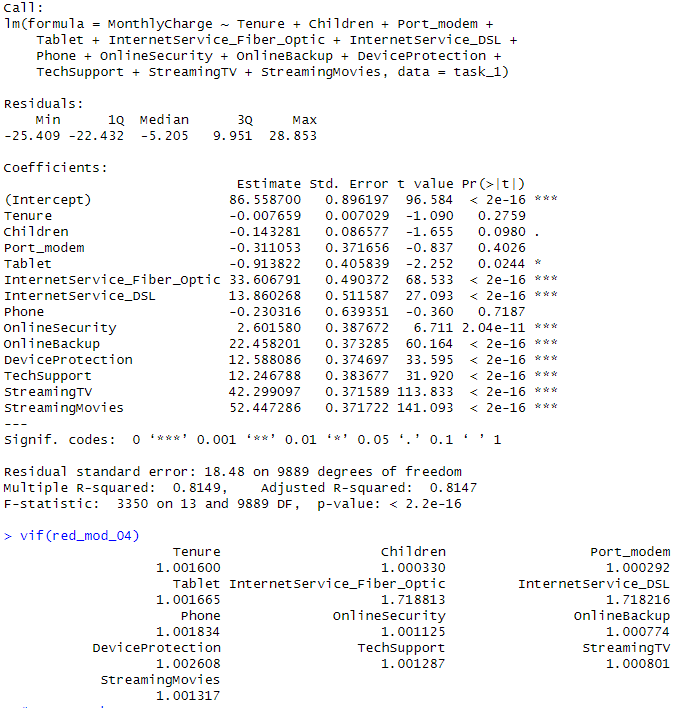 Call:
lm(formula = MonthlyCharge ~ Tenure + Children + Port_modem +
    Tablet + InternetService_Fiber_Optic + InternetService_DSL +
    Phone + OnlineSecurity + OnlineBackup + DeviceProtection +
    TechSupport + StreamingTV + StreamingMovies, data = task_1)

Residuals:
    Min      1Q  Median      3Q     Max
-25.409 -22.432  -5.205   9.951  28.853

Coefficients:
                             Estimate Std. Error t value Pr(>|t|)
(Intercept)                 86.558700   0.896197  96.584  < 2e-16 ***
Tenure                      -0.007659   0.007029  -1.090   0.2759
Children                    -0.143281   0.086577  -1.655   0.0980 .
Port_modem                  -0.311053   0.371656  -0.837   0.4026
Tablet                      -0.913822   0.405839  -2.252   0.0244 *
InternetService_Fiber_Optic 33.606791   0.490372  68.533  < 2e-16 ***
InternetService_DSL         13.860268   0.511587  27.093  < 2e-16 ***
Phone                       -0.230316   0.639351  -0.360   0.7187
OnlineSecurity               2.601580   0.387672   6.711 2.04e-11 ***
OnlineBackup                22.458201   0.373285  60.164  < 2e-16 ***
DeviceProtection            12.588086   0.374697  33.595  < 2e-16 ***
TechSupport                 12.246788   0.383677  31.920  < 2e-16 ***
StreamingTV                 42.299097   0.371589 113.833  < 2e-16 ***
StreamingMovies             52.447286   0.371722 141.093  < 2e-16 ***
---
Signif. codes:  0 ‘***’ 0.001 ‘**’ 0.01 ‘*’ 0.05 ‘.’ 0.1 ‘ ’ 1

Residual standard error: 18.48 on 9889 degrees of freedom
Multiple R-squared:  0.8149,    Adjusted R-squared:  0.8147
F-statistic:  3350 on 13 and 9889 DF,  p-value: < 2.2e-16

> vif(red_mod_04)
                     Tenure                    Children                  Port_modem
                   1.001600                    1.000330                    1.000292
                     Tablet InternetService_Fiber_Optic         InternetService_DSL
                   1.001665                    1.718813                    1.718216
                      Phone              OnlineSecurity                OnlineBackup
                   1.001834                    1.001125                    1.000774
           DeviceProtection                 TechSupport                 StreamingTV
                   1.002608                    1.001287                    1.000801
            StreamingMovies
                   1.001317